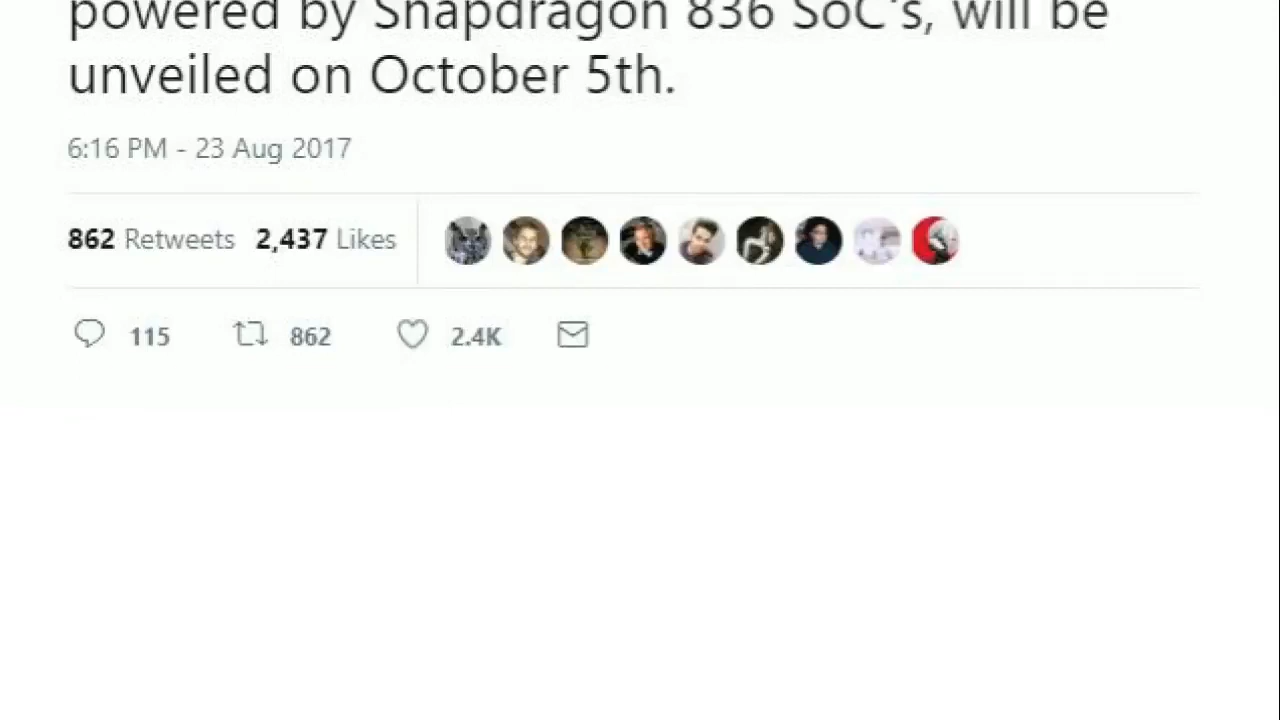 powered by Snapdragon 836 SoC's, will be
unveiled on October 5th.
6:16 PM - 23 Aug 2017
862 Retweets 2,437 Likes
115 862 2.4K